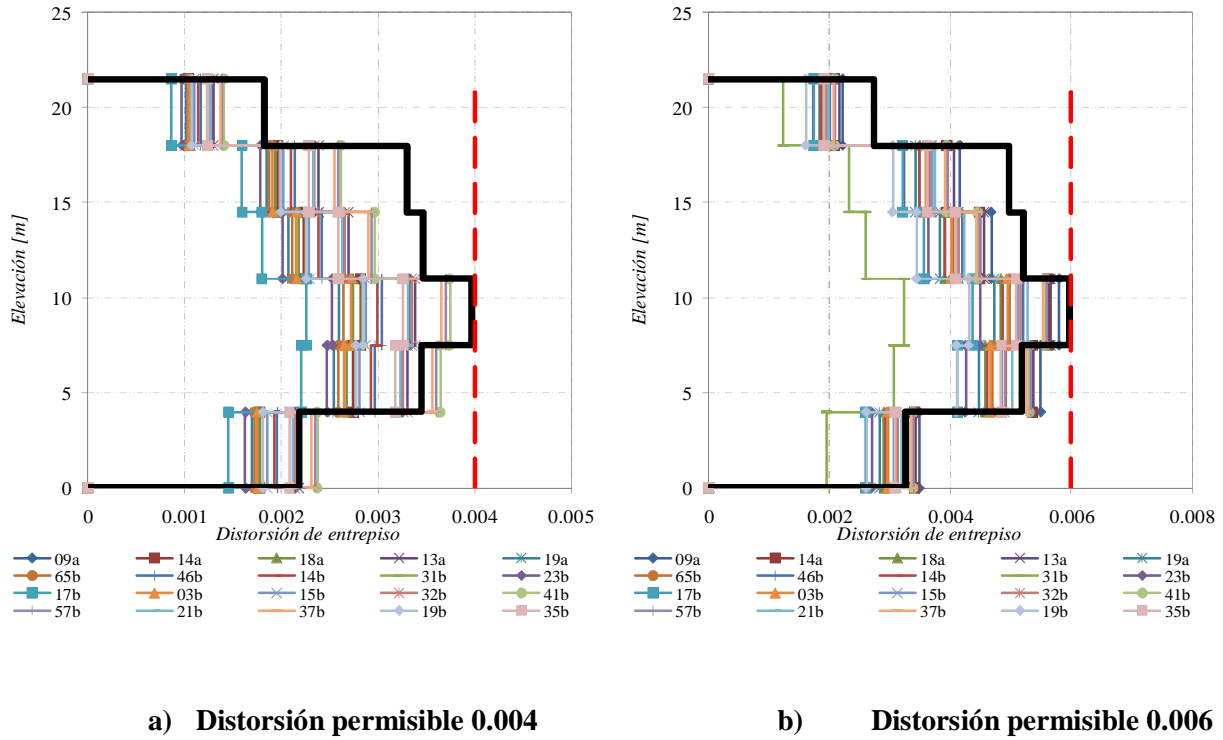 25
20
15
10
5
0
Elevación [m]
0 0.001 0.002 0.003 0.004 0.005
Distorsión de entrepiso
09a 14a 18a 13a 19a
65b 46b 14b 31b 23b
17b 03b 15b 32b 41b
57b 21b 37b 19b 35b
a) Distorsión permisible 0.004
25
20
15
10
5
0
Elevación [m]
0 0.002 0.004 0.006 0.008
Distorsión de entrepiso
09a 14a 18a 13a 19a
65b 46b 14b 31b 23b
17b 03b 15b 32b 41b
57b 21b 37b 19b 35b
b) Distorsión permisible 0.006